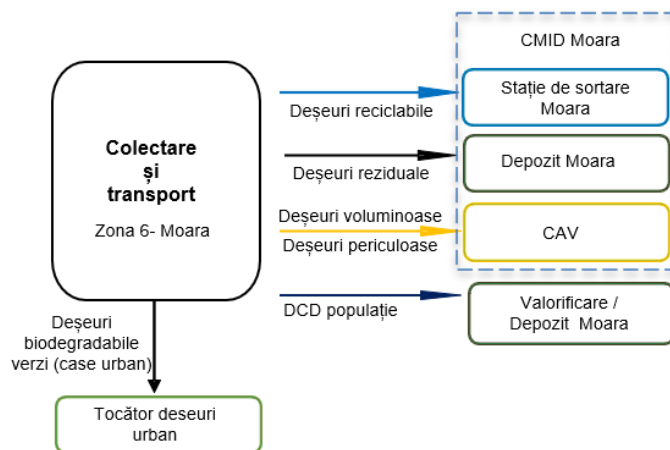 CMID Moara
Stație de sortare
Moara
Deșeuri reciclabile
Colectare
și
transport
Zona 6- Moara
Depozit Moara
Deșeuri reziduale
Deșeuri voluminoase
CAV
Deșeuri periculoase
Valorificare /
Depozit Moara
DCD populație
Deșeuri
biodegradabile
verzi (case urban)
Tocător deseuri
urban